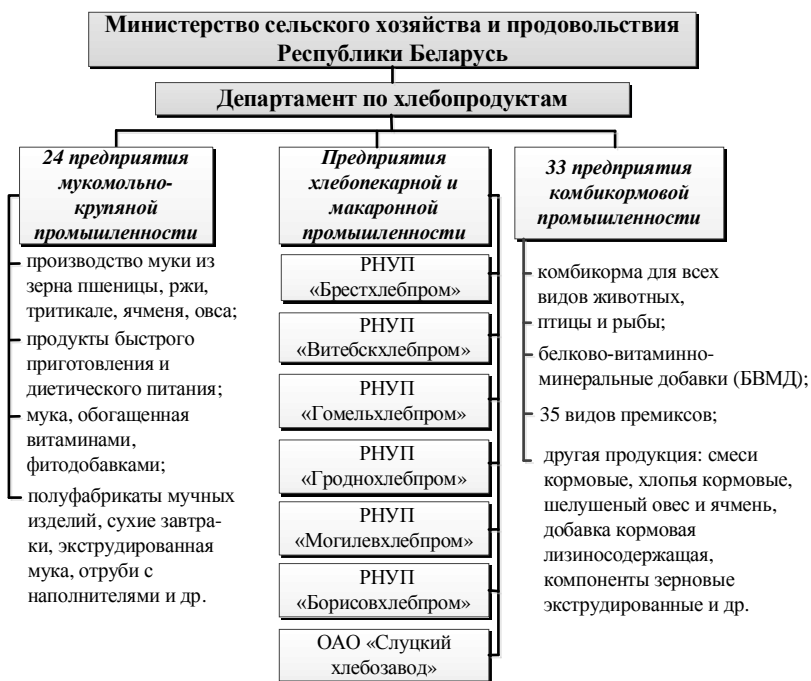 Министерство сельского хозяйства и продовольствия
Республики Беларусь
Департамент по хлебопродуктам
24 предприятия
мукомольно-
крупяной
промышленности
производство муки из
зерна пшеницы, ржи,
тритикале, ячменя, овса;
продукты быстрого
приготовления и
диетического питания;
мука, обогащенная
витаминами,
фитодобавками;
полуфабрикаты мучных
изделий, сухие завтра-
ки, экструдированная
мука, отруби с
наполнителями и др.
Предприятия
хлебопекарной и
макаронной
промышленности
РНУП
«Брестхлебпром»
РНУП
«Витебскхлебпром»
РНУП
«Гомельхлебпром»
РНУП
«Гроднохлебпром»
РНУП
«Могилевхлебпром»
РНУП
«Борисовхлебпром»
ОАО «Слуцкий
хлебозавод»
33 предприятия
комбикормовой
промышленности
комбикорма для всех
видов животных,
птицы и рыбы;
белково-витаминно-
минеральные добавки (БВМД);
35 видов премиксов;
другая продукция: смеси
кормовые, хлопья кормовые,
шелушеный овес и ячмень,
добавка кормовая
лизиносодержащая,
компоненты зерновые
экструдированные и др.